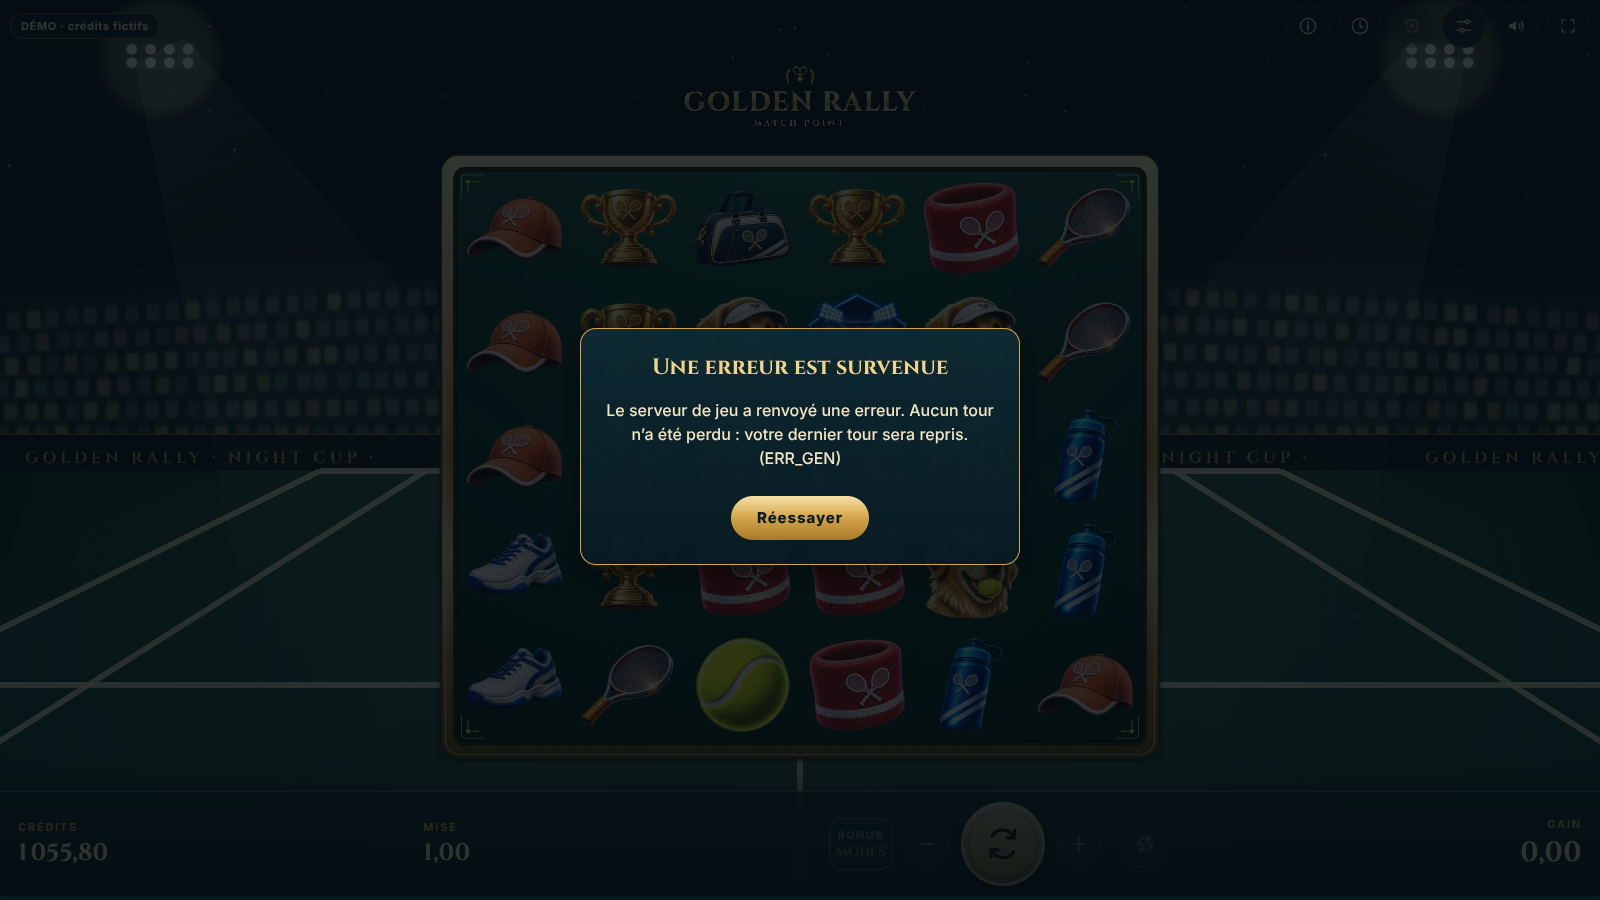 DÉMO · crédits fictifs
GOLDEN RALLY
MATCH POINT
UNE ERREUR EST SURVENUE
Le serveur de jeu a renvoyé une erreur. Aucun tour
n’a été perdu : votre dernier tour sera repris.
(ERR_GEN)
Réessayer
GOLDEN RALLY · NIGHT CUP ·
NIGHT CUP ·
GOLDEN RALLY
CRÉDITS
1 055,80
MISE
1,00
BONUS
MODES
GAIN
0,00